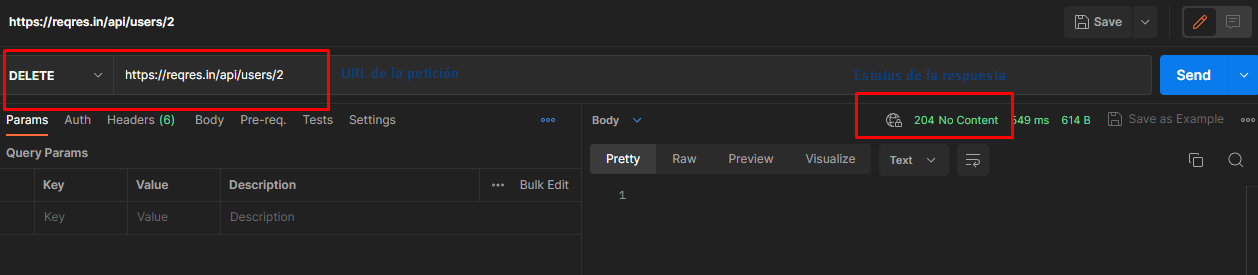 https://reqres.in/api/users/2
Save
DELETE https://reqres.in/api/users/2 URL de la petición Estatus de la respuesta Send
Params Auth Headers (6) Body Pre-req. Tests Settings
Body 204 No Content 549 ms 614 B Save as Example
Query Params
Pretty Raw Preview Visualize Text
Key Value Description Bulk Edit
1
Key Value Description